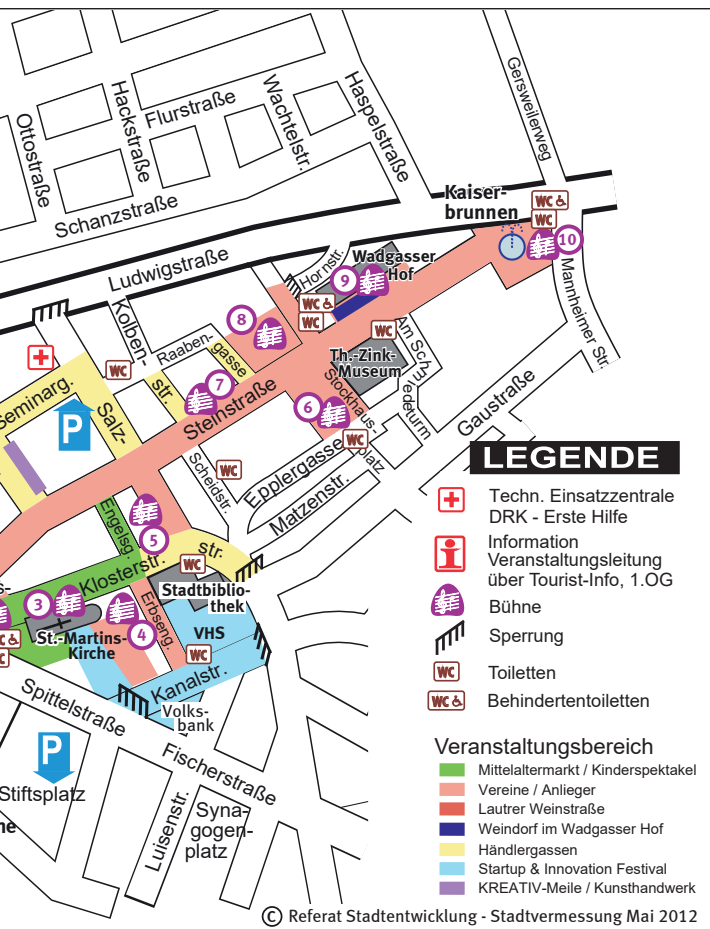 Gersweilerweg
Haspelstraße
Wachtelstr.
Hackstraße
Flurstraße
Ottostraße
Schanzstraße
Kaiser-
brunnen
WC
WC
10
Mannheimer Str.
Ludwigstraße
Hornstr.
Wadgasser
Hof
9
WC
WC
8
Kolben-
Raaben-
gasse
str.
WC
WC
Am Schmiedeturm
Th.-Zink-
Museum
7
Steinstraße
6
Stockhaus
platz
WC
Gaustraße
Seminarg.
P
Salz-
Scheidstr.
WC
Epplergasse
Matzenstr.
Engelsg.
5
str.
Klosterstr.
WC
Stadtbiblio-
thek
s-
3
St.-Martins-
Kirche
4
Erbseng.
VHS
WC
WC
Kanalstr.
Volks-
bank
Spittelstraße
Fischerstraße
P
Stiftsplatz
he
Luisenstr.
Syna-
gogen-
platz
LEGENDE
Techn. Einsatzzentrale
DRK - Erste Hilfe
Information
Veranstaltungsleitung
über Tourist-Info, 1.OG
Bühne
Sperrung
WC Toiletten
WC Behindertentoiletten
Veranstaltungsbereich
Mittelaltermarkt / Kinderspektakel
Vereine / Anlieger
Lautrer Weinstraße
Weindorf im Wadgasser Hof
Händlergassen
Startup & Innovation Festival
KREATIV-Meile / Kunsthandwerk
© Referat Stadtentwicklung - Stadtvermessung Mai 2012